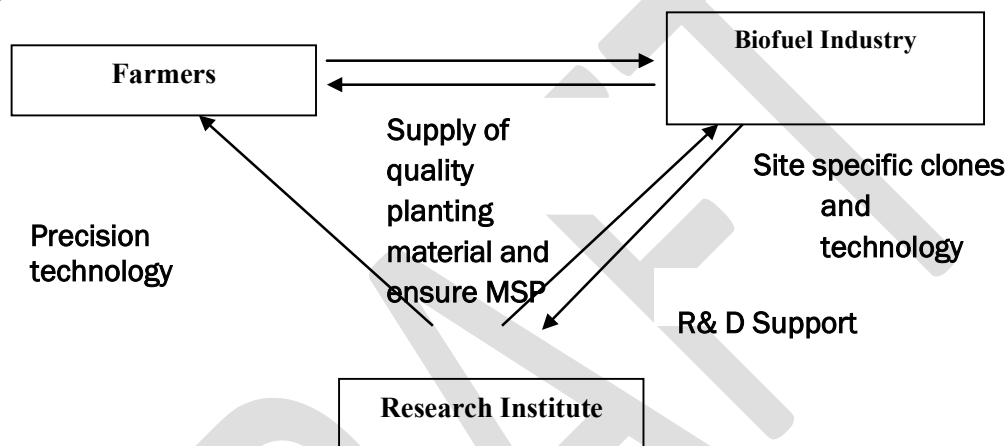 Biofuel Industry
Farmers
Supply of
quality
planting
material and
ensure MSP
Site specific clones
and
technology
Precision
technology
R& D Support
Research Institute